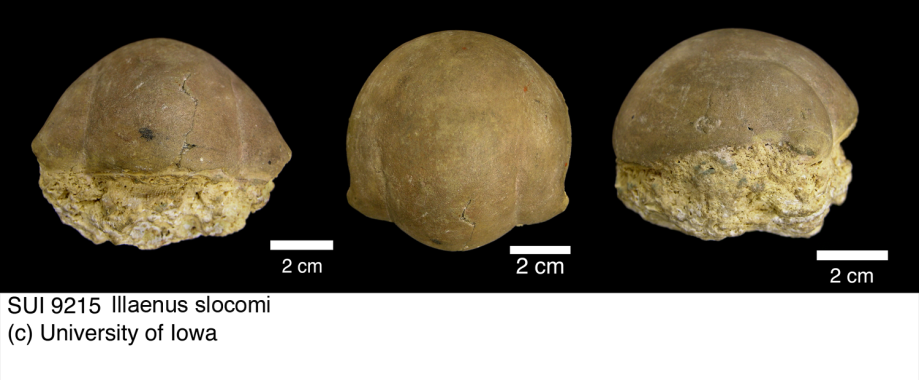 2 cm
2 cm
2 cm
SUI 9215 Illaenus slocomi
(c) University of Iowa